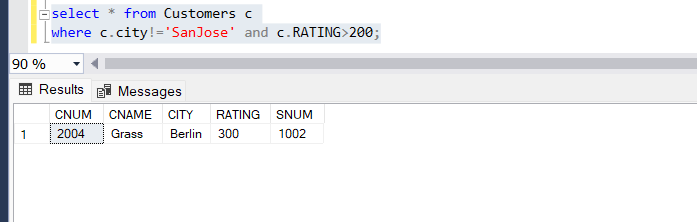 select * from Customers c
where c.city!='SanJose' and c.RATING>200;
90 %
Results Messages
CNUM CNAME CITY RATING SNUM
1 2004 Grass Berlin 300 1002